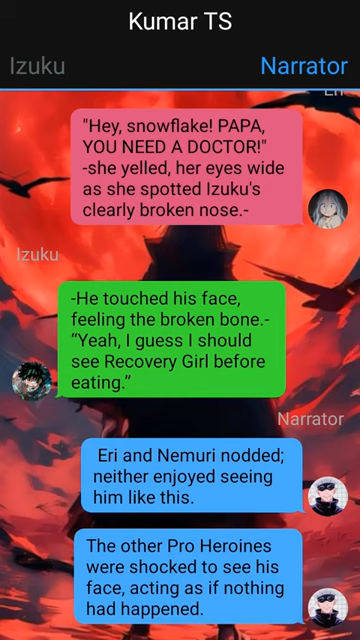 Kumar TS
Izuku
Narrator
Eri
"Hey, snowflake! PAPA,
YOU NEED A DOCTOR!"
-she yelled, her eyes wide
as she spotted Izuku's
clearly broken nose.-
Izuku
-He touched his face,
feeling the broken bone.-
“Yeah, I guess I should
see Recovery Girl before
eating.”
Narrator
Eri and Nemuri nodded;
neither enjoyed seeing
him like this.
The other Pro Heroines
were shocked to see his
face, acting as if nothing
had happened.